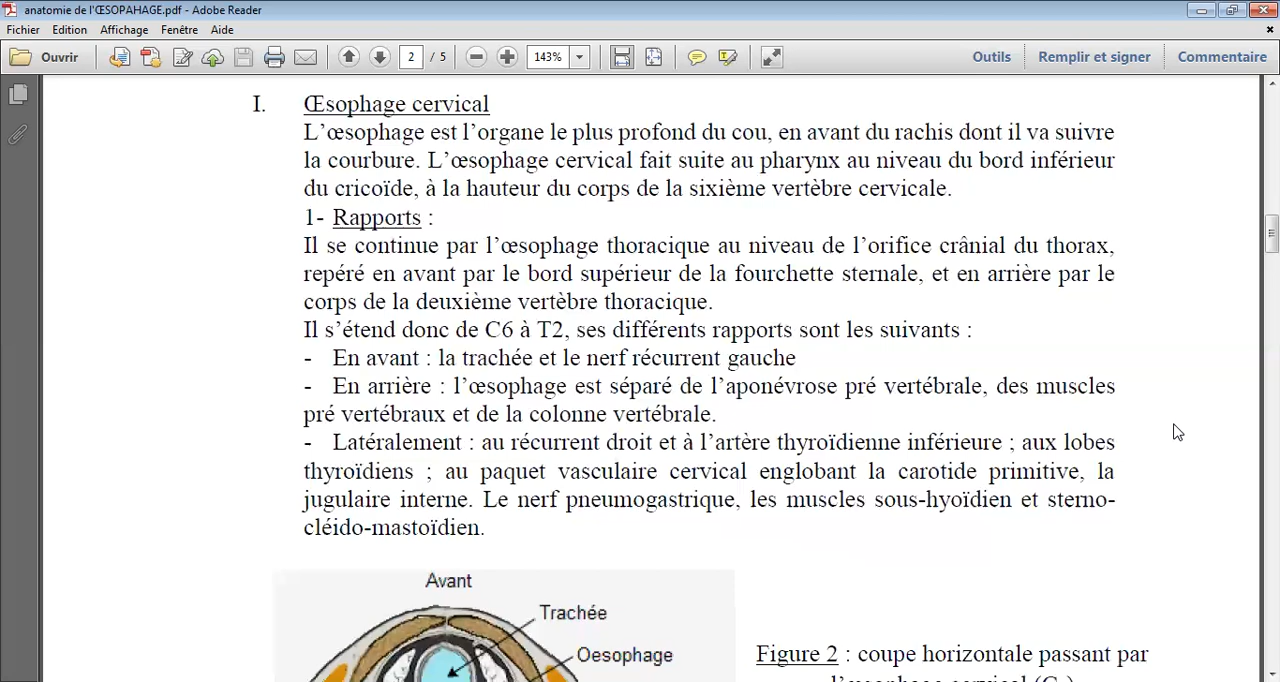 anatomie de l'ŒSOPAHAGE.pdf - Adobe Reader
Fichier Edition Affichage Fenêtre Aide
Ouvrir 2 / 5 143% Outils Remplir et signer Commentaire
I. Œsophage cervical
L'œsophage est l'organe le plus profond du cou, en avant du rachis dont il va suivre
la courbure. L'œsophage cervical fait suite au pharynx au niveau du bord inférieur
du cricoïde, à la hauteur du corps de la sixième vertèbre cervicale.
1- Rapports :
Il se continue par l'œsophage thoracique au niveau de l'orifice crânial du thorax,
repéré en avant par le bord supérieur de la fourchette sternale, et en arrière par le
corps de la deuxième vertèbre thoracique.
Il s'étend donc de C6 à T2, ses différents rapports sont les suivants :
- En avant : la trachée et le nerf récurrent gauche
- En arrière : l'œsophage est séparé de l'aponévrose pré vertébrale, des muscles
pré vertébraux et de la colonne vertébrale.
- Latéralement : au récurrent droit et à l'artère thyroïdienne inférieure ; aux lobes
thyroïdiens ; au paquet vasculaire cervical englobant la carotide primitive, la
jugulaire interne. Le nerf pneumogastrique, les muscles sous-hyoïdien et sterno-
cléido-mastoïdien.
Avant
Trachée
Oesophage
Figure 2 : coupe horizontale passant par
l'œsophage cervical